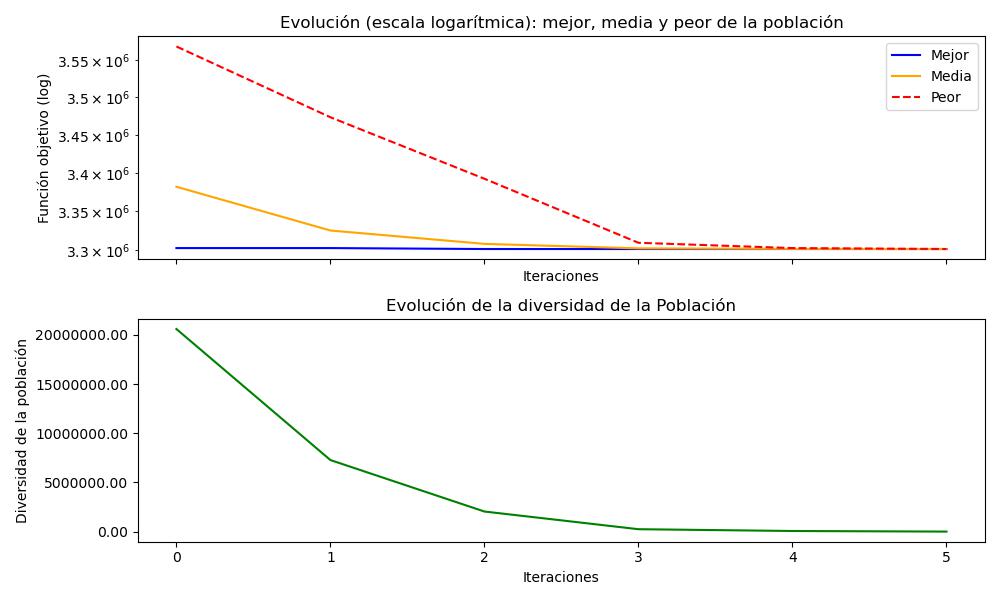 Evolución (escala logarítmica): mejor, media y peor de la población
Función objetivo (log)
3.55 × 10⁶
3.5 × 10⁶
3.45 × 10⁶
3.4 × 10⁶
3.35 × 10⁶
3.3 × 10⁶
Mejor
Media
Peor
Iteraciones
Evolución de la diversidad de la Población
Diversidad de la población
20000000.00
15000000.00
10000000.00
5000000.00
0.00
0 1 2 3 4 5
Iteraciones